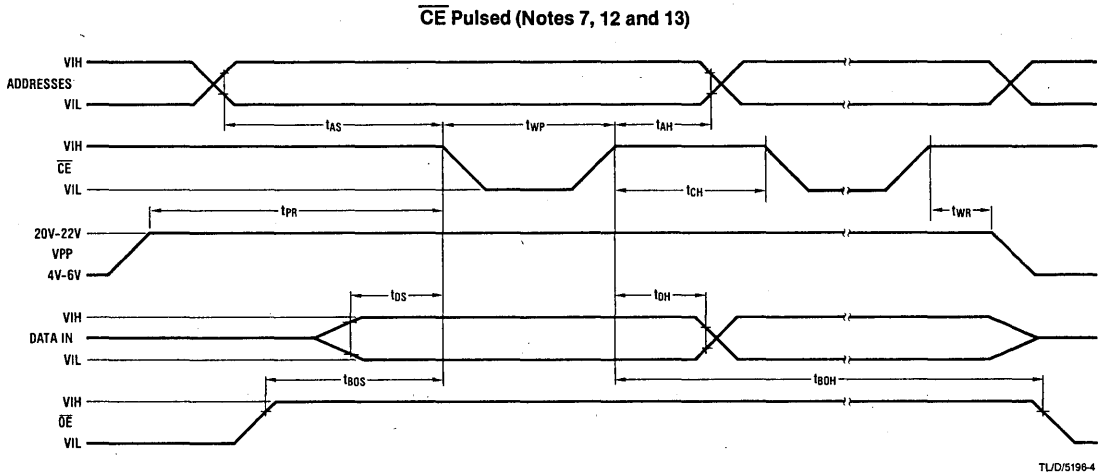 CE Pulsed (Notes 7, 12 and 13)
VIH
ADDRESSES
VIL
tAS
tWP
tAH
VIH
CE
VIL
tCH
tPR
tWR
20V-22V
VPP
4V-6V
tDS
tDH
VIH
DATA IN
VIL
tBOS
tBOH
VIH
OE
VIL
TL/D/5196-4